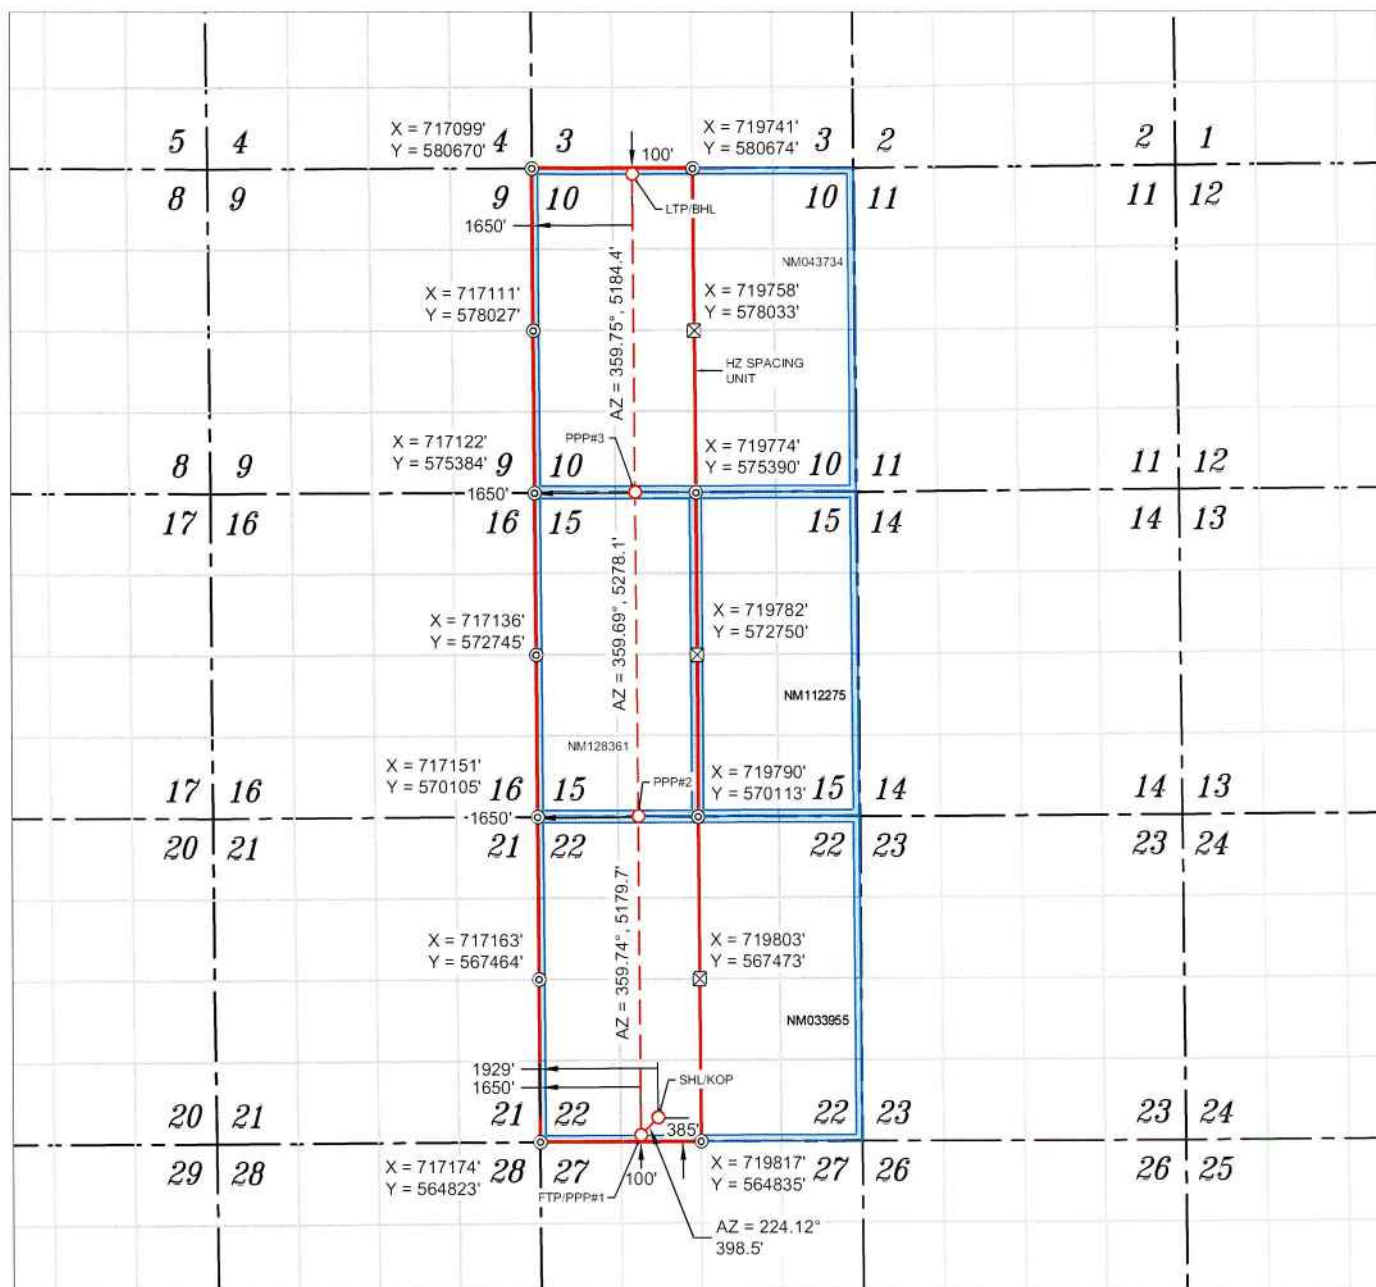 X = 717099'
Y = 580670'
X = 719741'
Y = 580674'
5 4
4 3
3 2
2 1
100'
8 9
9 10
10 11
11 12
LTP/BHL
1650'
NM043734
AZ = 359.75°, 5184.4'
X = 717111'
Y = 578027'
X = 719758'
Y = 578033'
HZ SPACING
UNIT
X = 717122'
Y = 575384'
PPP#3
X = 719774'
Y = 575390'
8 9
9 10
10 11
11 12
1650'
17 16
16 15
15 14
14 13
AZ = 359.69°, 5278.1'
X = 717136'
Y = 572745'
X = 719782'
Y = 572750'
NM112275
NM128361
X = 717151'
Y = 570105'
PPP#2
X = 719790'
Y = 570113'
17 16
16 15
15 14
14 13
1650'
20 21
21 22
22 23
23 24
AZ = 359.74°, 5179.7'
X = 717163'
Y = 567464'
X = 719803'
Y = 567473'
NM033955
1929'
1650'
SHL/KOP
20 21
21 22
22 23
23 24
385'
29 28
28 27
27 26
26 25
X = 717174'
Y = 564823'
100'
X = 719817'
Y = 564835'
FTP/PPP#1
AZ = 224.12°
398.5'